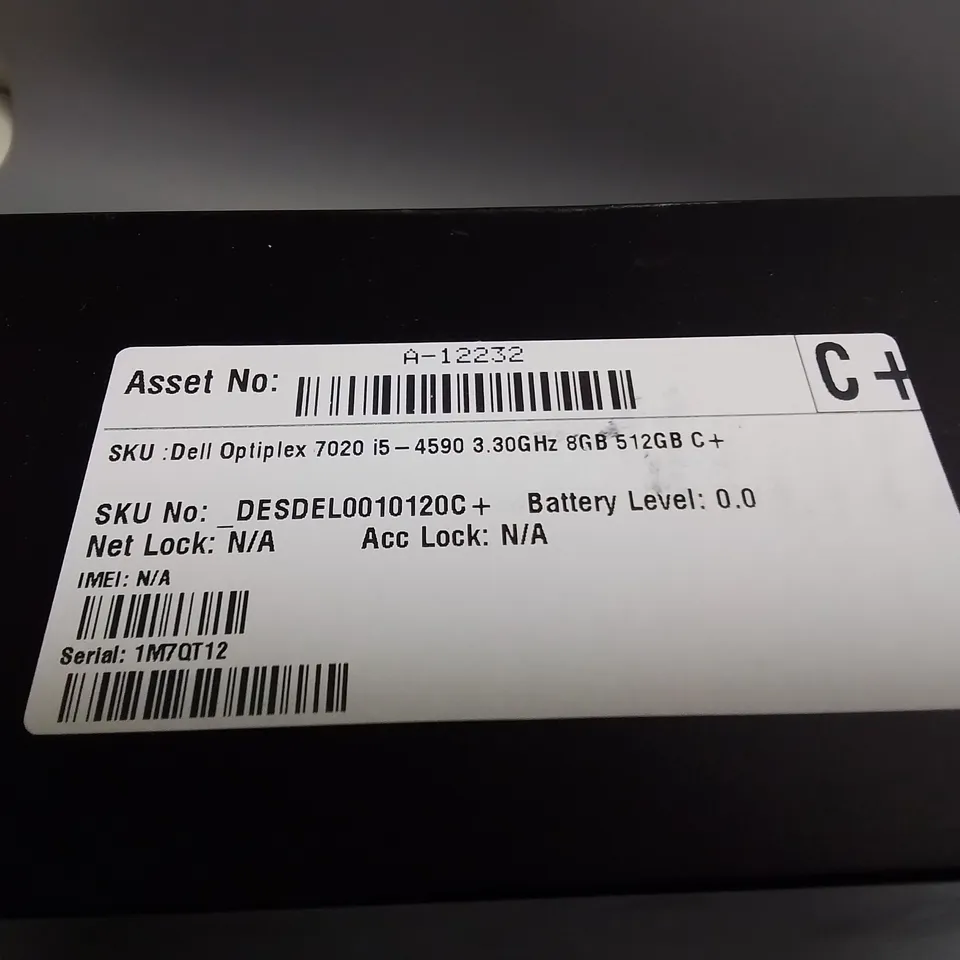 A-12232
Asset No:
C+
SKU :Dell Optiplex 7020 i5-4590 3.30GHz 8GB 512GB C+
SKU No: _DESDEL0010120C+ Battery Level: 0.0
Net Lock: N/A Acc Lock: N/A
IMEI: N/A
Serial: 1M7QT12